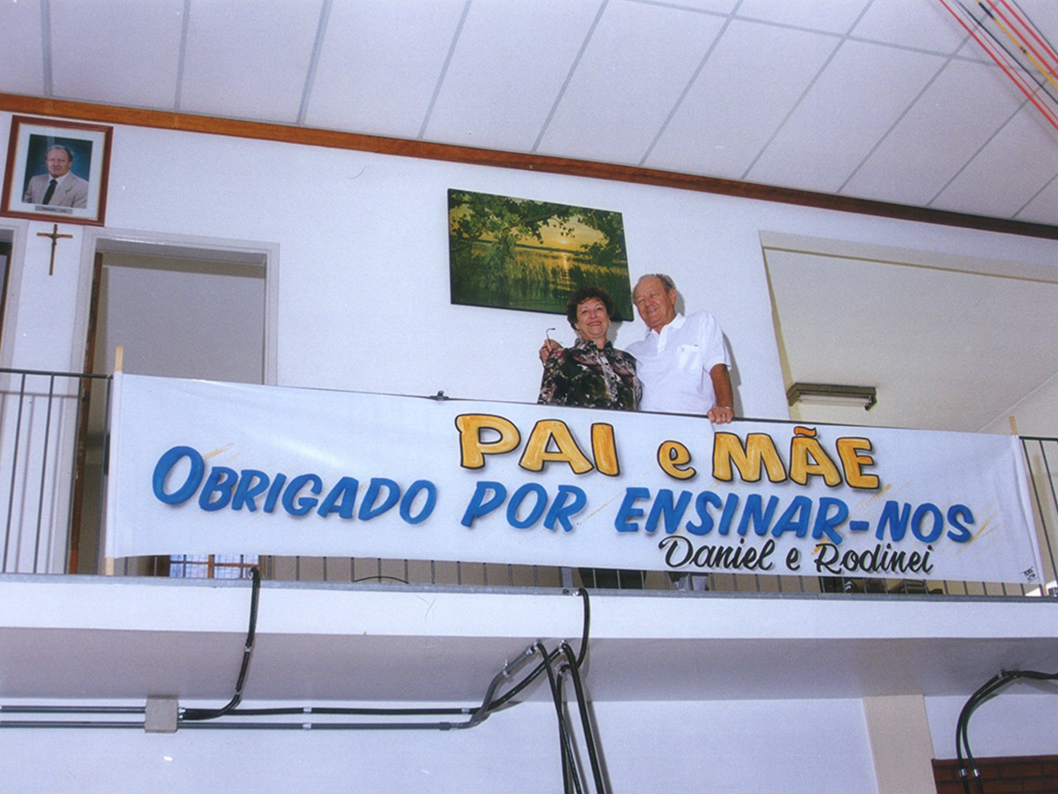 PAI e MÃE
OBRIGADO POR ENSINAR-NOS
Daniel e Rodinei